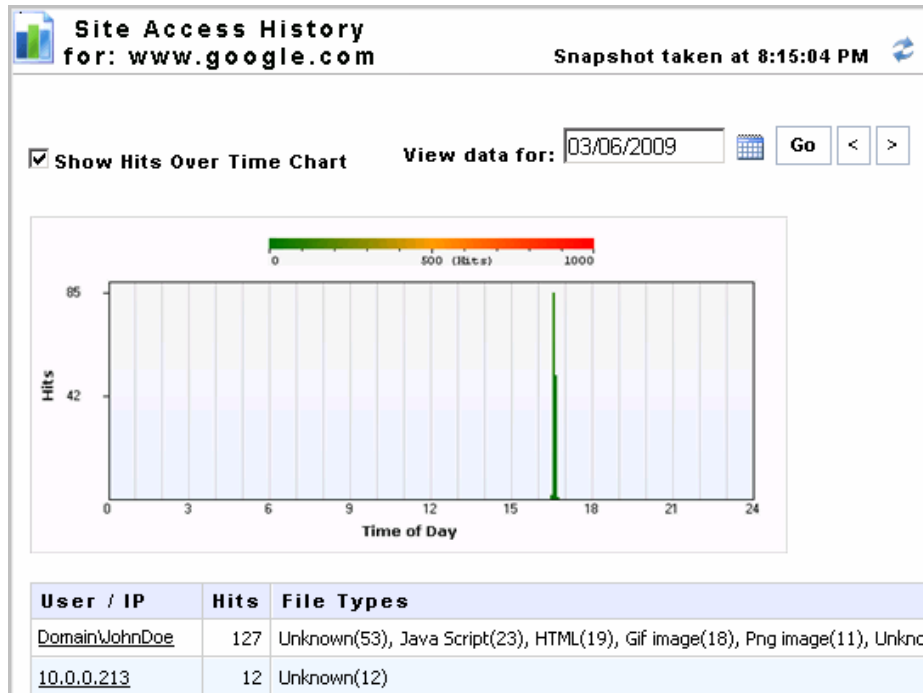 Site Access History
for: www.google.com
Snapshot taken at 8:15:04 PM
Show Hits Over Time Chart
View data for: 03/06/2009 Go < >
0 500 (Hits) 1000
85
42
Hits
0 3 6 9 12 15 18 21 24
Time of Day
User / IP Hits File Types
Domain\JohnDoe 127 Unknown(53), Java Script(23), HTML(19), Gif image(18), Png image(11), Unkno
10.0.0.213 12 Unknown(12)